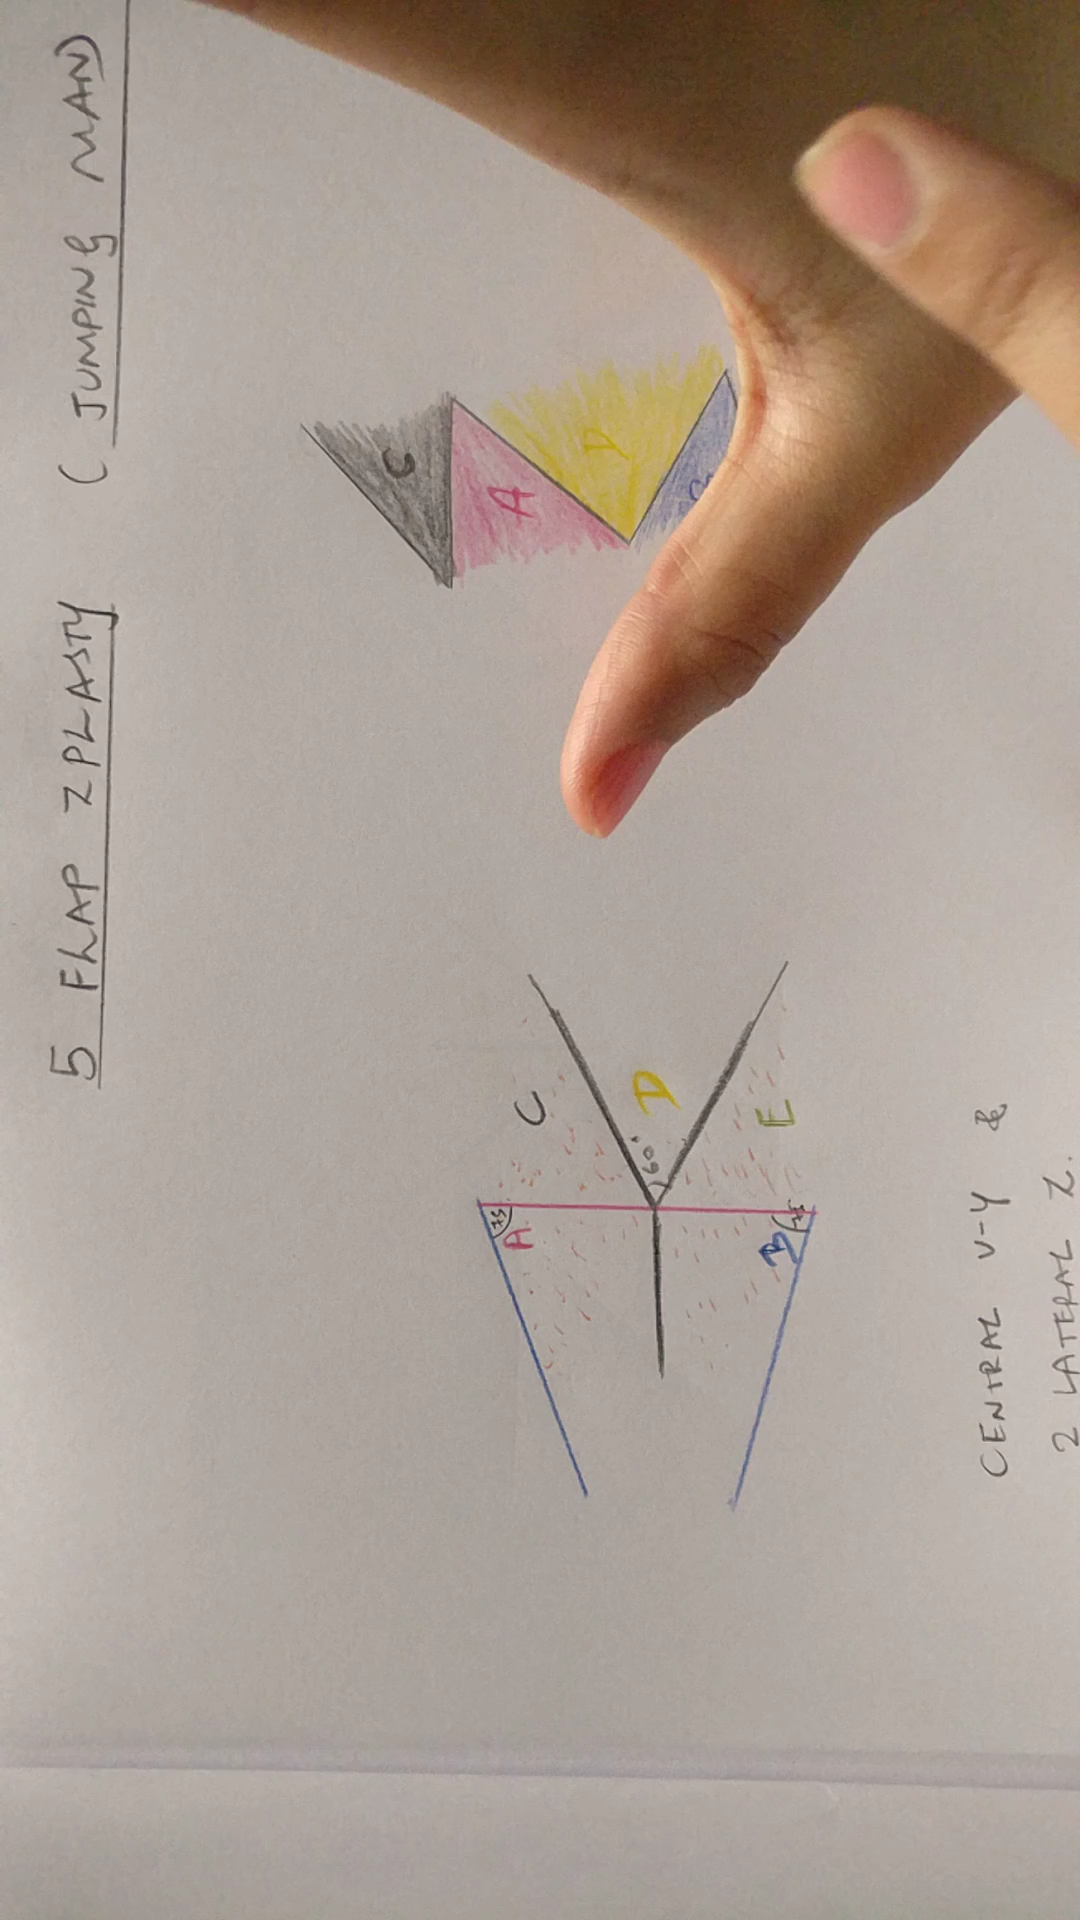 5 FLAP ZPLASTY ( JUMPING MAN)
C
D
E
60°
A
75
B
75
C
A
D
CENTRAL V-Y &
2 LATERAL Z.